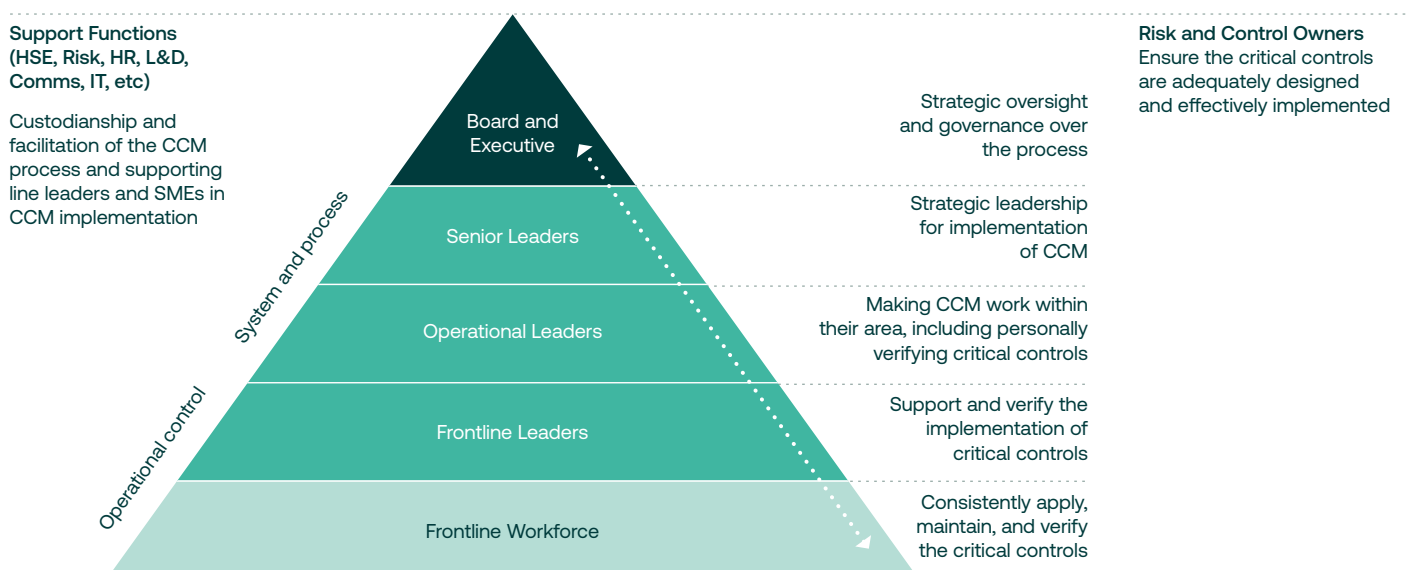 Support Functions
(HSE, Risk, HR, L&D,
Comms, IT, etc)
Custodianship and
facilitation of the CCM
process and supporting
line leaders and SMEs in
CCM implementation
System and process
Operational control
Board and
Executive
Senior Leaders
Operational Leaders
Frontline Leaders
Frontline Workforce
Strategic oversight
and governance over
the process
Strategic leadership
for implementation
of CCM
Making CCM work within
their area, including personally
verifying critical controls
Support and verify the
implementation of
critical controls
Consistently apply,
maintain, and verify
the critical controls
Risk and Control Owners
Ensure the critical controls
are adequately designed
and effectively implemented